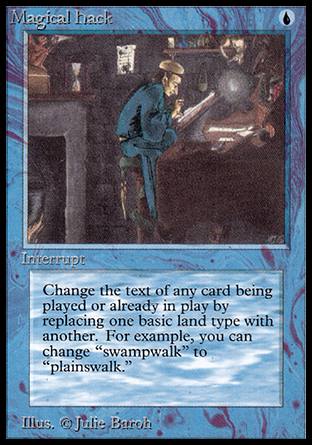 Magical hack
Interrupt
Change the text of any card being
played or already in play by
replacing one basic land type with
another. For example, you can
change “swampwalk” to
“plainswalk.”
Illus. © Julie Baroh